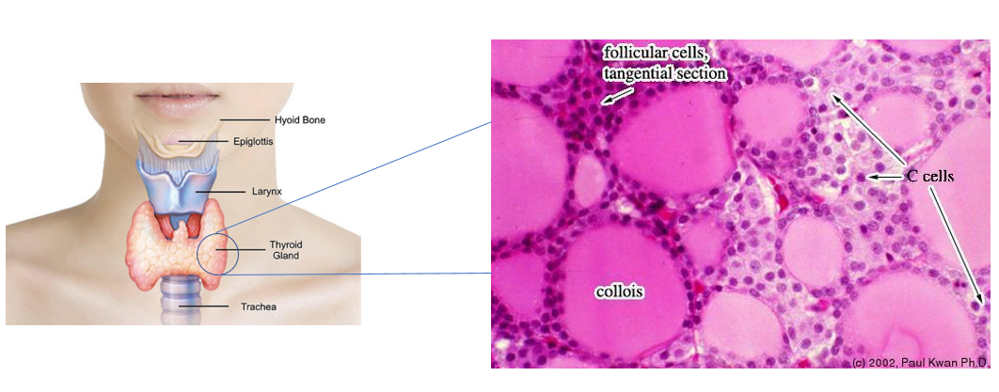 Hyoid Bone
Epiglottis
Larynx
Thyroid
Gland
Trachea
follicular cells,
tangential section
C cells
collois
(c) 2002, Paul Kwan Ph.D.